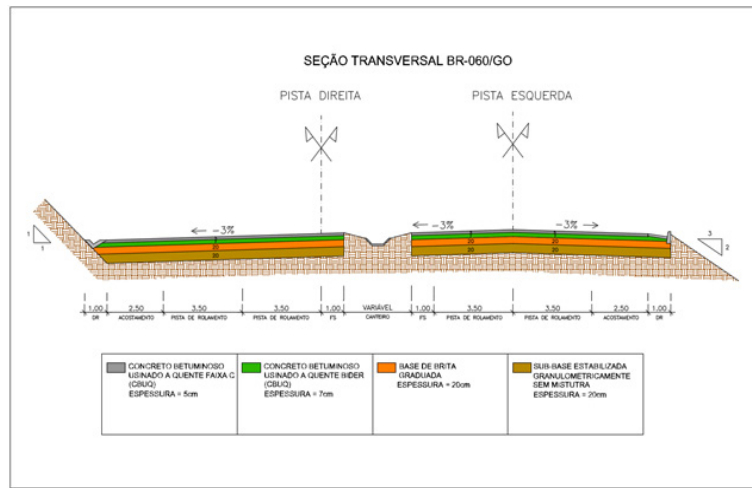 SEÇÃO TRANSVERSAL BR-060/GO
PISTA DIREITA
PISTA ESQUERDA
-3%
-3%
-3%
20
20
20
20
20
20
1
1
3
2
1,00
2,50
3,50
3,50
1,00
VARIÁVEL
1,00
3,50
3,50
2,50
1,00
DR
ACOSTAMENTO
PISTA DE ROLAMENTO
PISTA DE ROLAMENTO
FS
CANTEIRO
FS
PISTA DE ROLAMENTO
PISTA DE ROLAMENTO
ACOSTAMENTO
DR
CONCRETO BETUMINOSO
USINADO A QUENTE FAIXA C
(CBUQ)
ESPESSURA = 5cm
CONCRETO BETUMINOSO
USINADO A QUENTE BIDER
(CBUQ)
ESPESSURA = 7cm
BASE DE BRITA
GRADUADA
ESPESSURA = 20cm
SUB-BASE ESTABILIZADA
GRANULOMETRICAMENTE
SEM MISTUTRA
ESPESSURA = 20cm